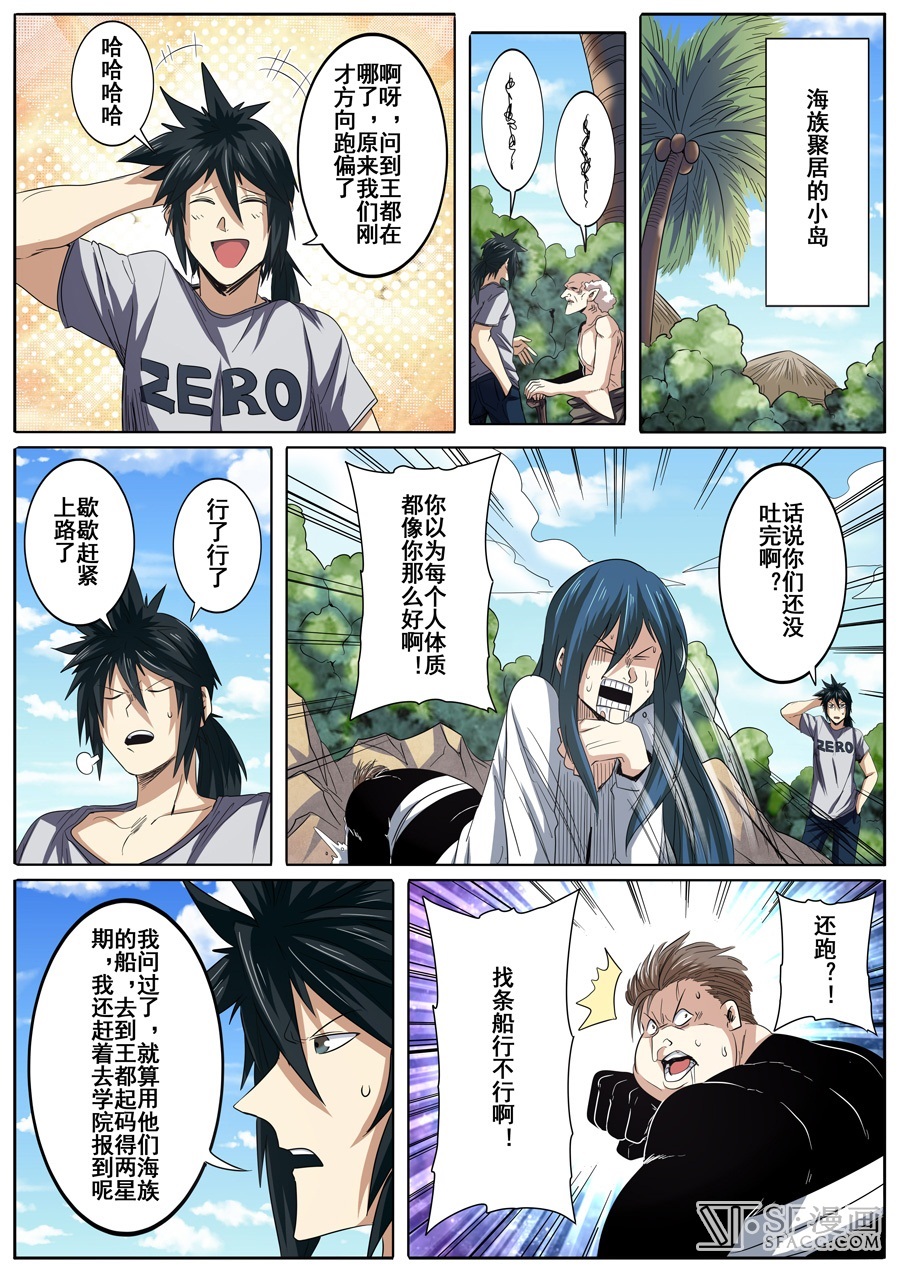 海族聚居的小岛
啊呀，问到王都在
哪了，原来我们刚
才方向跑偏了
哈哈哈哈
ZERO
话说你们还没
吐完啊？
ZERO
你以为每个人体质
都像你那么好啊！
行了行了
歇歇赶紧
上路了
还跑？！
找条船行不行啊！
我问过了，就算用他们海族
的船，去到王都起码得两星
期，我还赶着去学院报到呢
SF漫画
SFACG.COM